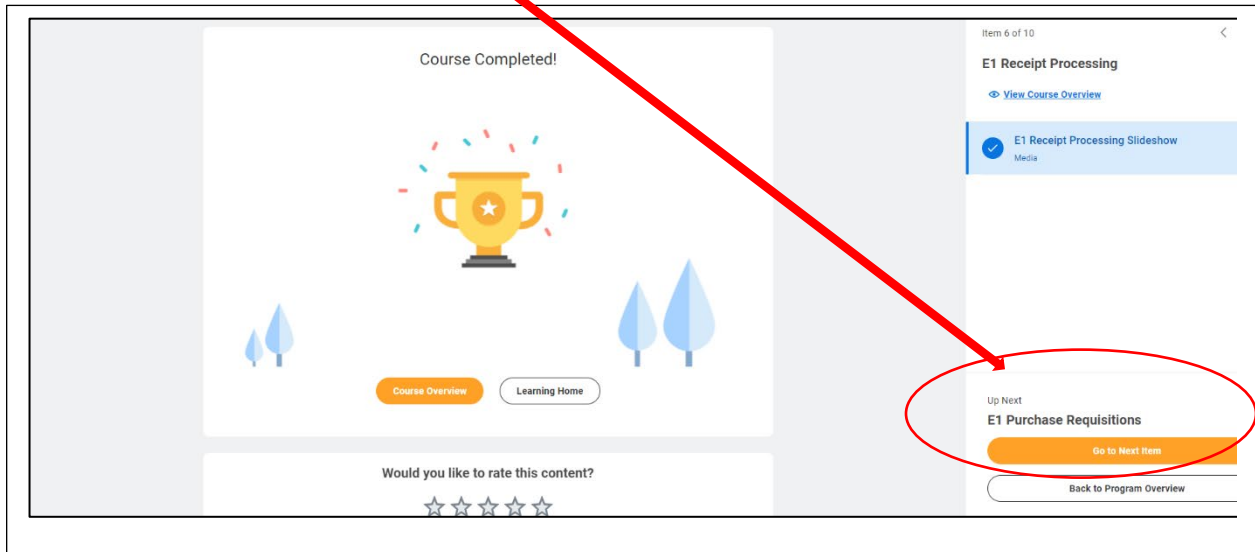 Course Completed!
Course Overview
Learning Home
Would you like to rate this content?
Item 6 of 10
E1 Receipt Processing
View Course Overview
E1 Receipt Processing Slideshow
Media
Up Next
E1 Purchase Requisitions
Go to Next Item
Back to Program Overview